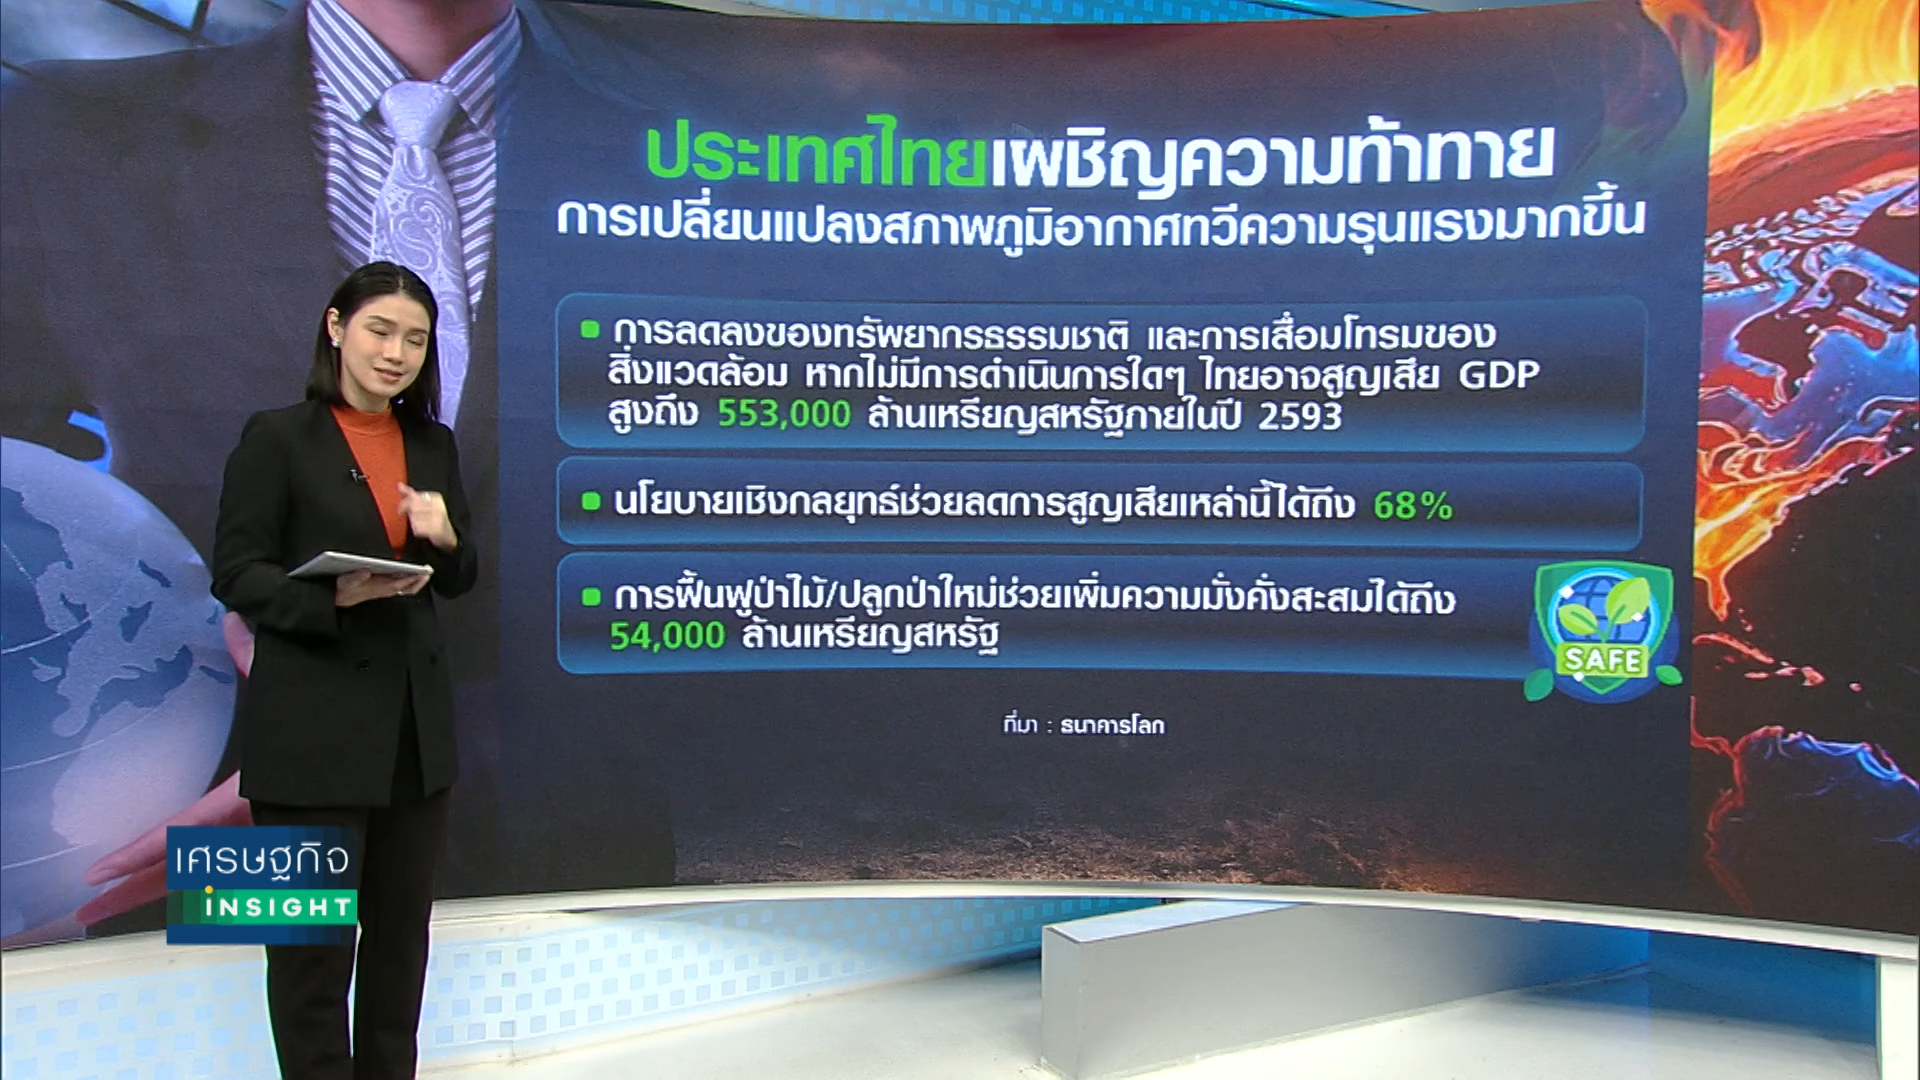 ประเทศไทยเผชิญความท้าทาย
การเปลี่ยนแปลงสภาพภูมิอากาศทวีความรุนแรงมากขึ้น
การลดลงของทรัพยากรธรรมชาติ และการเสื่อมโทรมของ
สิ่งแวดล้อม หากไม่มีการดำเนินการใดๆ ไทยอาจสูญเสีย GDP
สูงถึง 553,000 ล้านเหรียญสหรัฐภายในปี 2593
นโยบายเชิงกลยุทธ์ช่วยลดการสูญเสียเหล่านี้ได้ถึง 68%
การฟื้นฟูป่าไม้/ปลูกป่าใหม่ช่วยเพิ่มความมั่งคั่งสะสมได้ถึง
54,000 ล้านเหรียญสหรัฐ
SAFE
ที่มา : ธนาคารโลก
เศรษฐกิจ
iNSIGHT